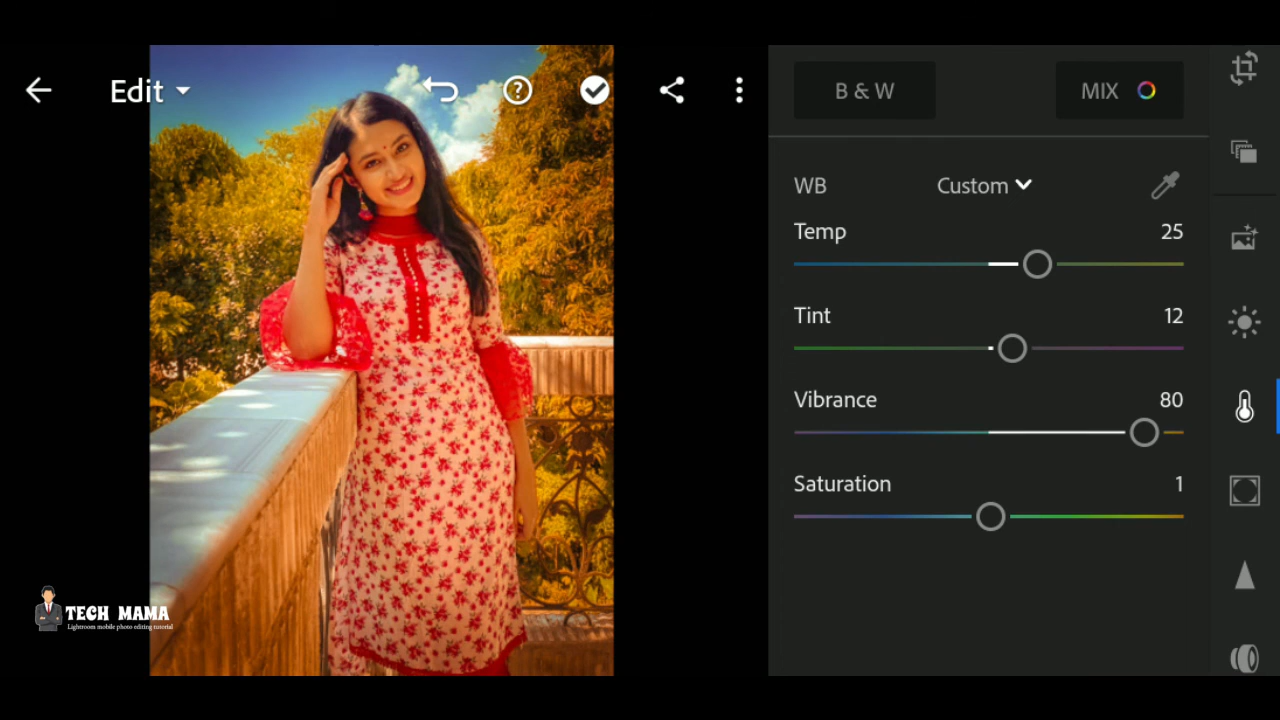 Edit
B & W
MIX
WB Custom
Temp 25
Tint 12
Vibrance 80
Saturation 1
TECH MAMA
Lightroom mobile photo editing tutorial